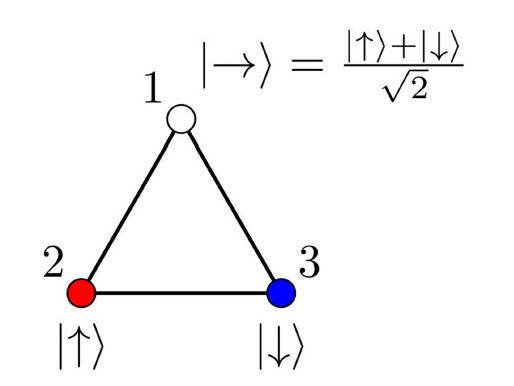 1 |→⟩ = (|↑⟩+|↓⟩)/√2
2 3
|↑⟩ |↓⟩